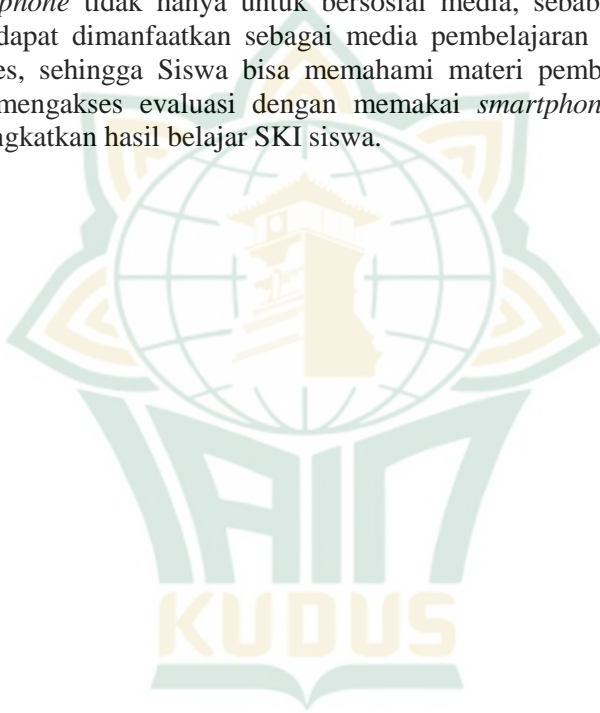 phone tidak hanya untuk bersosial media, sebab
dapat dimanfaatkan sebagai media pembelajaran
es, sehingga Siswa bisa memahami materi pemb
mengakses evaluasi dengan memakai smartphon
ngkatkan hasil belajar SKI siswa.
IAIN
KUDUS